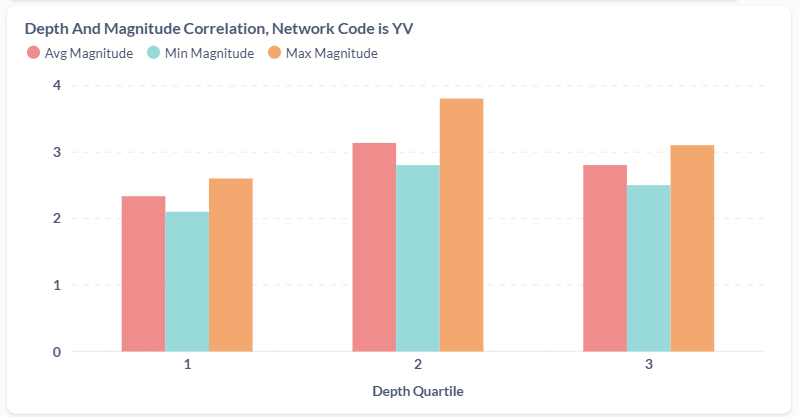 Depth And Magnitude Correlation, Network Code is YV
Avg Magnitude Min Magnitude Max Magnitude
4
3
2
1
0
1 2 3
Depth Quartile